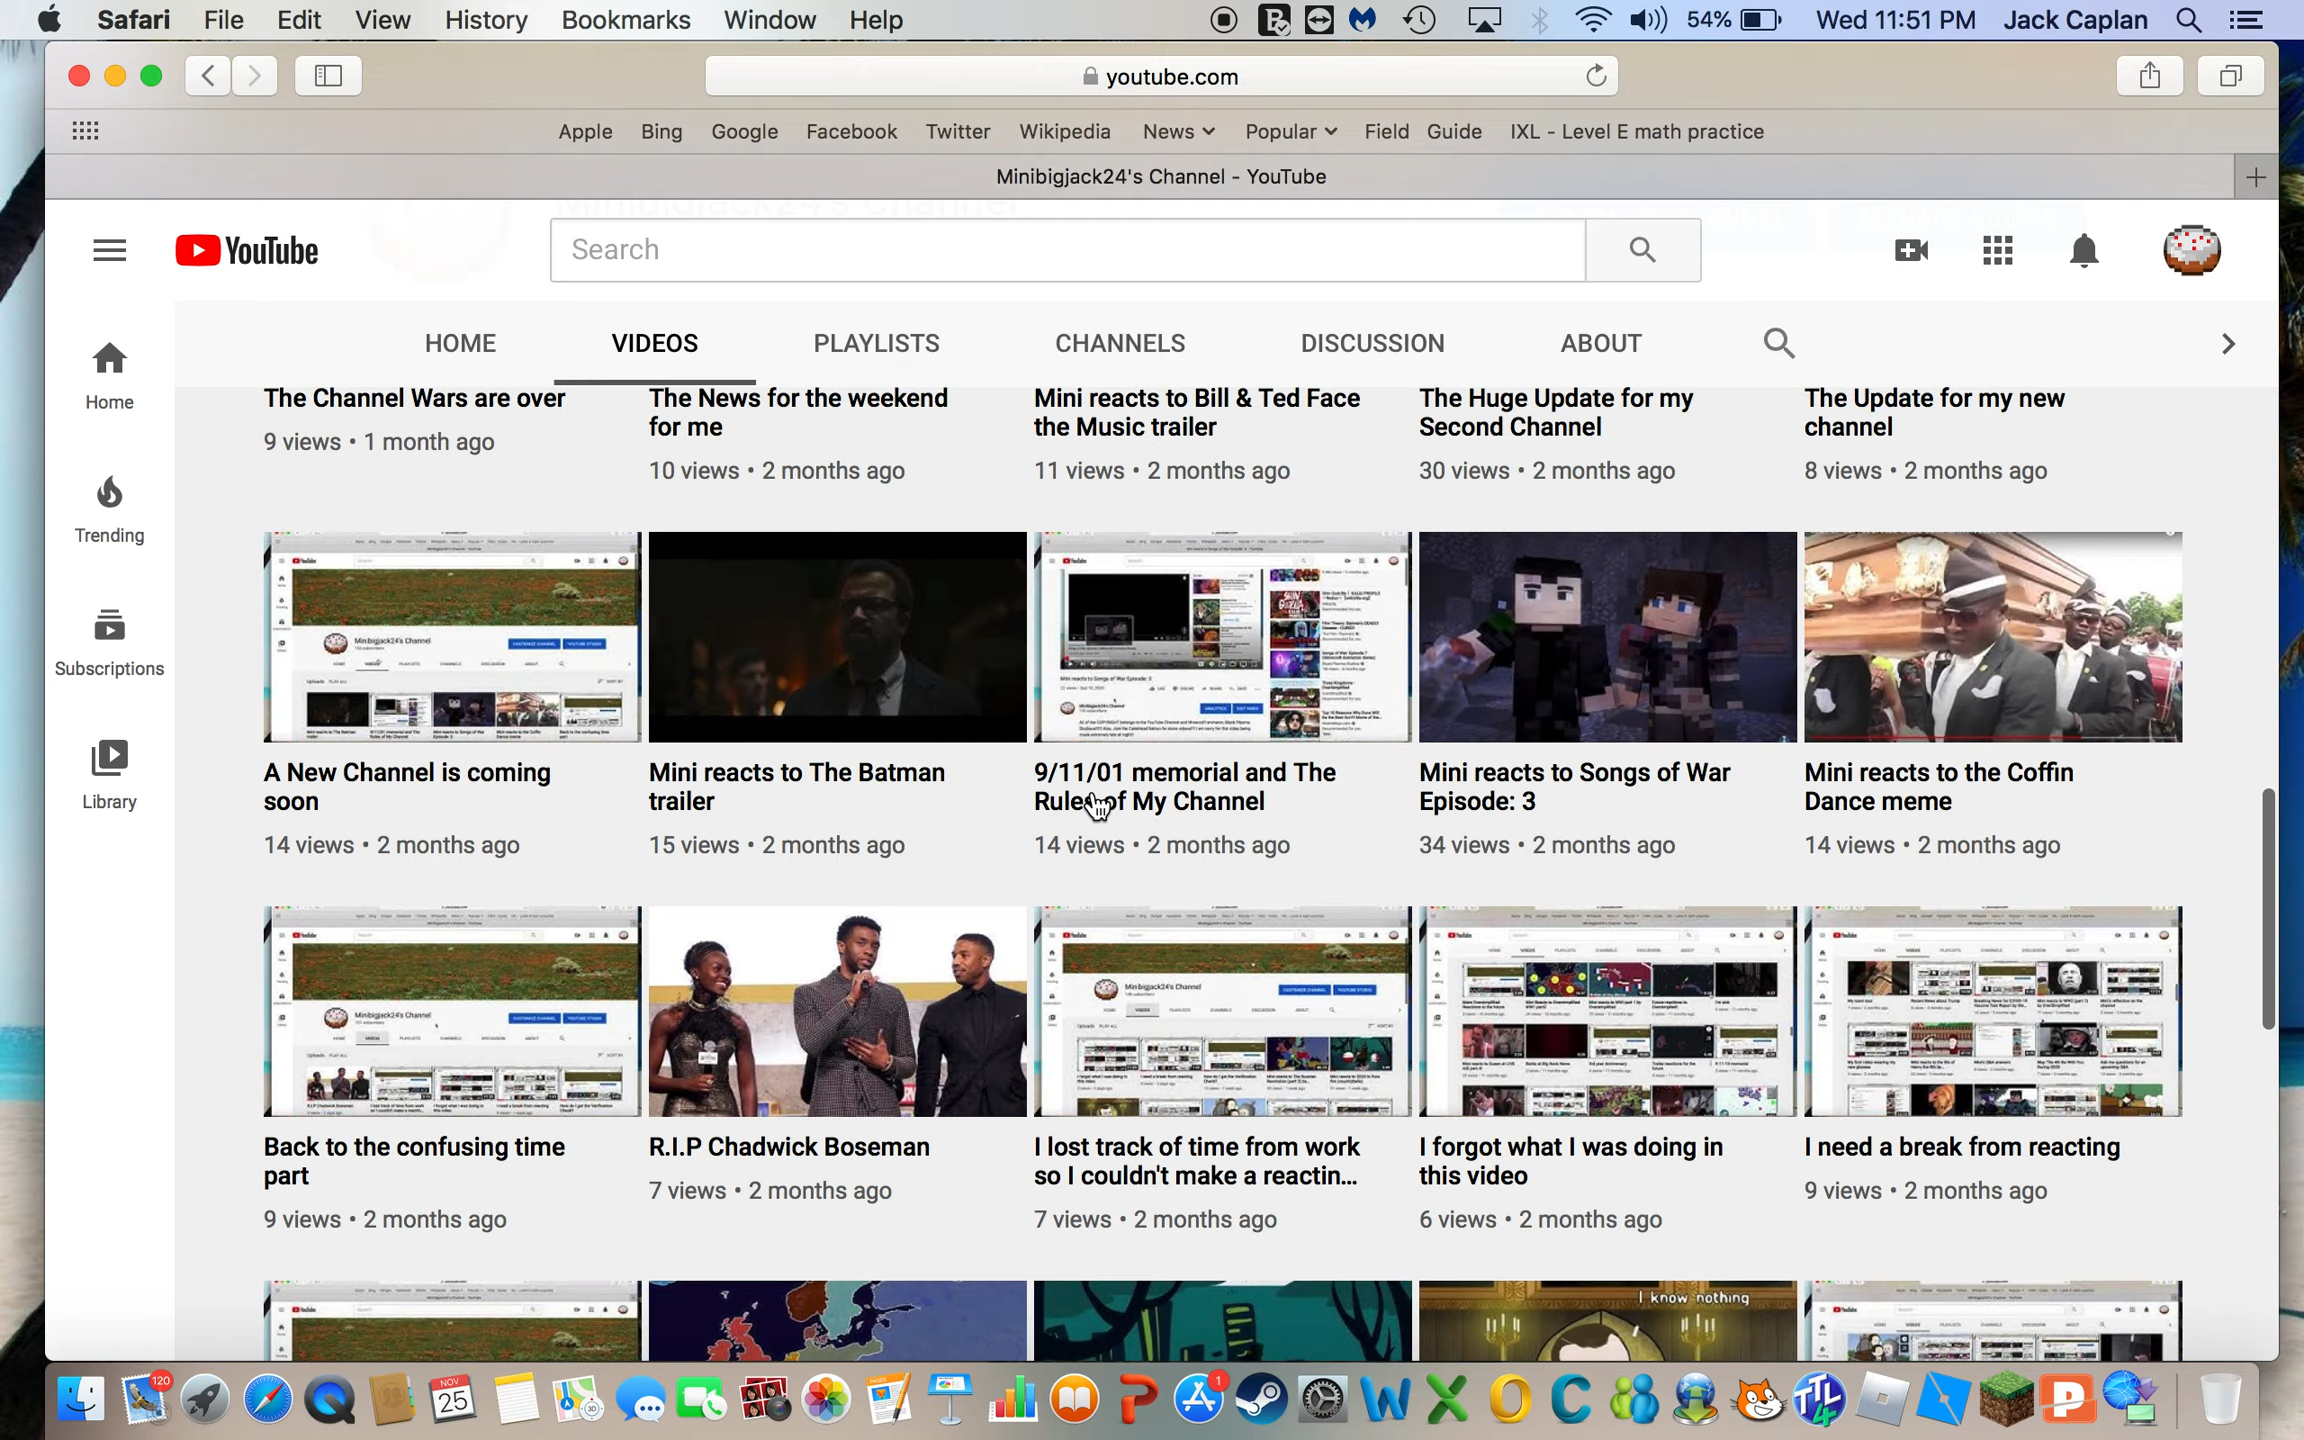 Safari File Edit View History Bookmarks Window Help 54% Wed 11:51 PM Jack Caplan
youtube.com
Apple Bing Google Facebook Twitter Wikipedia News Popular Field Guide IXL - Level E math practice
Minibigjack24's Channel - YouTube
YouTube Search
HOME VIDEOS PLAYLISTS CHANNELS DISCUSSION ABOUT
Home
Trending
Subscriptions
Library
The Channel Wars are over
9 views • 1 month ago
The News for the weekend
for me
10 views • 2 months ago
Mini reacts to Bill & Ted Face
the Music trailer
11 views • 2 months ago
The Huge Update for my
Second Channel
30 views • 2 months ago
The Update for my new
channel
8 views • 2 months ago
A New Channel is coming
soon
14 views • 2 months ago
Mini reacts to The Batman
trailer
15 views • 2 months ago
9/11/01 memorial and The
Rules of My Channel
14 views • 2 months ago
Mini reacts to Songs of War
Episode: 3
34 views • 2 months ago
Mini reacts to the Coffin
Dance meme
14 views • 2 months ago
Back to the confusing time
part
9 views • 2 months ago
R.I.P Chadwick Boseman
7 views • 2 months ago
I lost track of time from work
so I couldn't make a reactin...
7 views • 2 months ago
I forgot what I was doing in
this video
6 views • 2 months ago
I need a break from reacting
9 views • 2 months ago
I know nothing
120
NOV
25
1